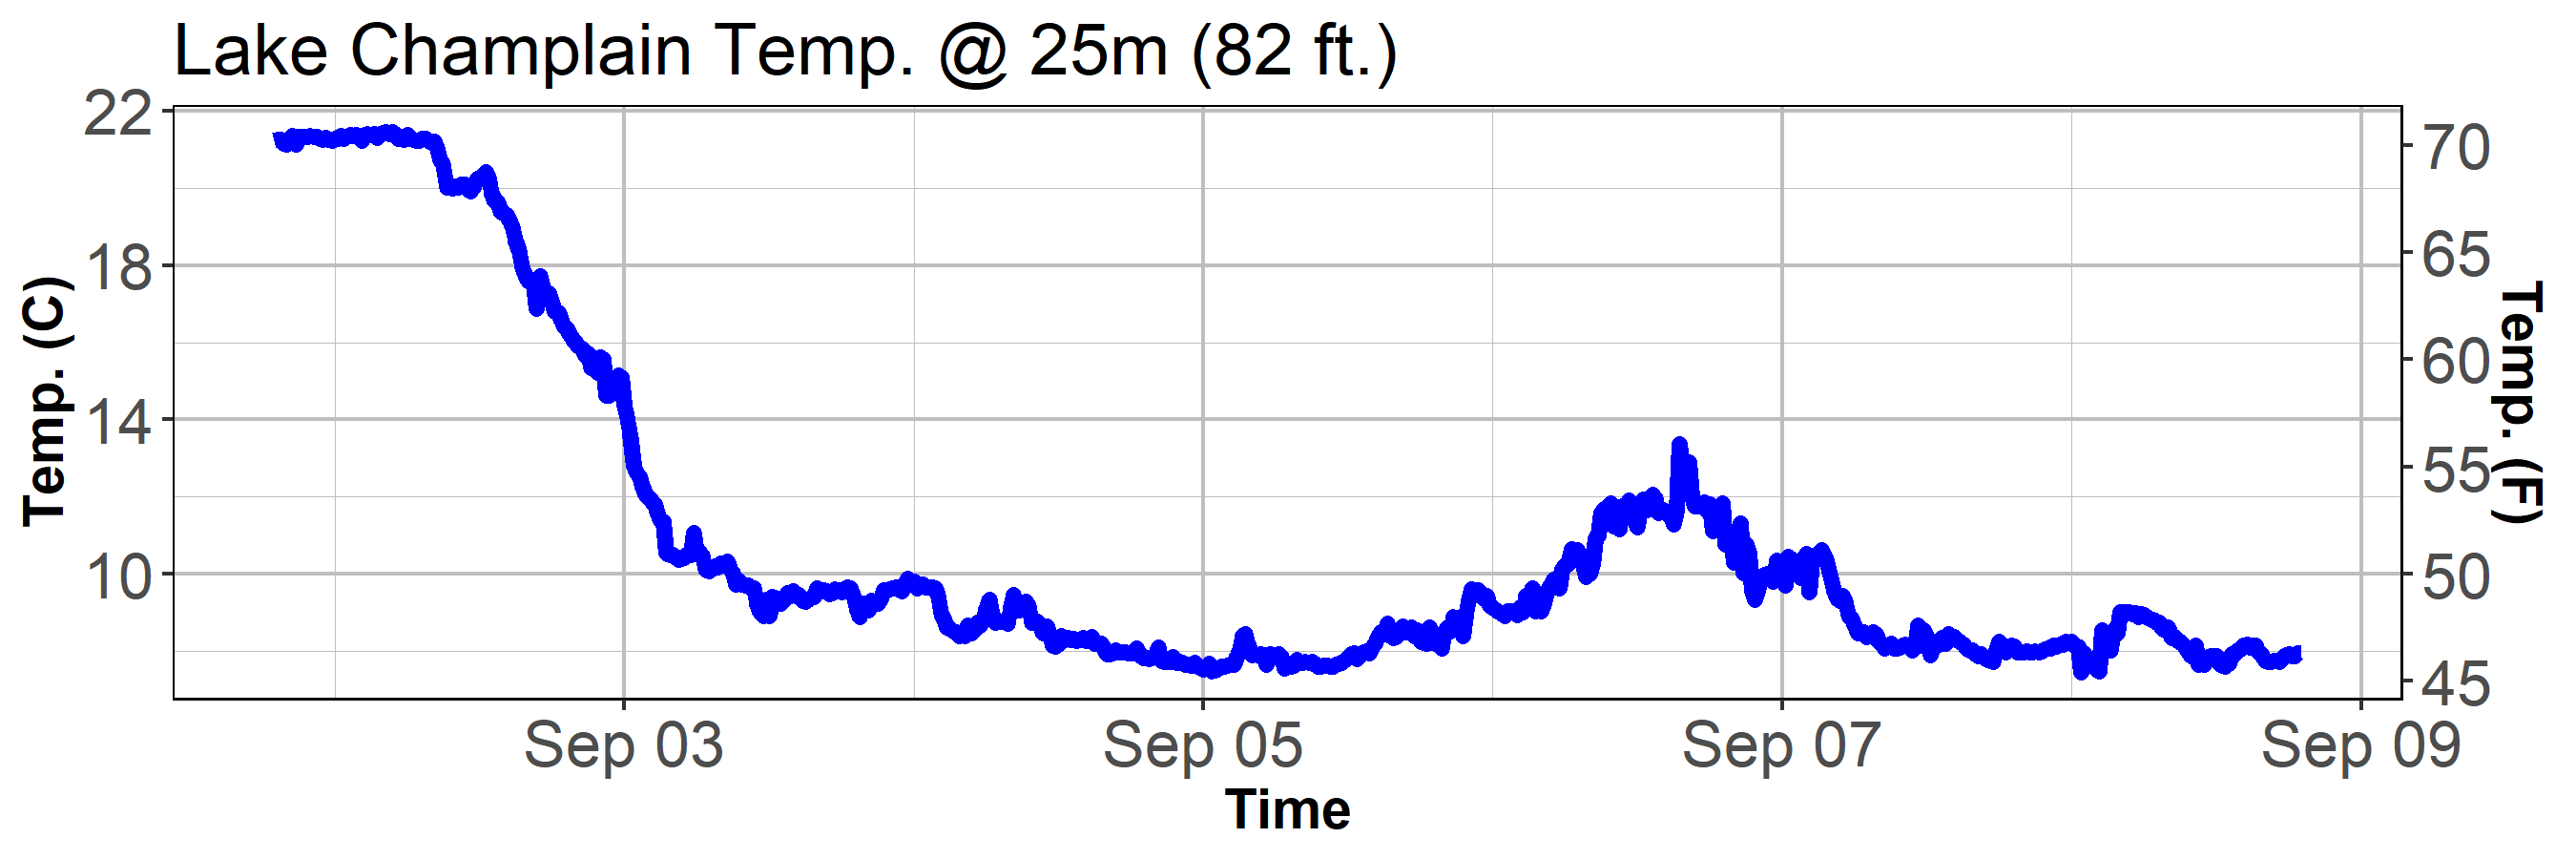 Lake Champlain Temp. @ 25m (82 ft.)
Temp. (C)
22
18
14
10
70
65
60
55
50
45
Temp. (F)
Sep 03
Sep 05
Sep 07
Sep 09
Time